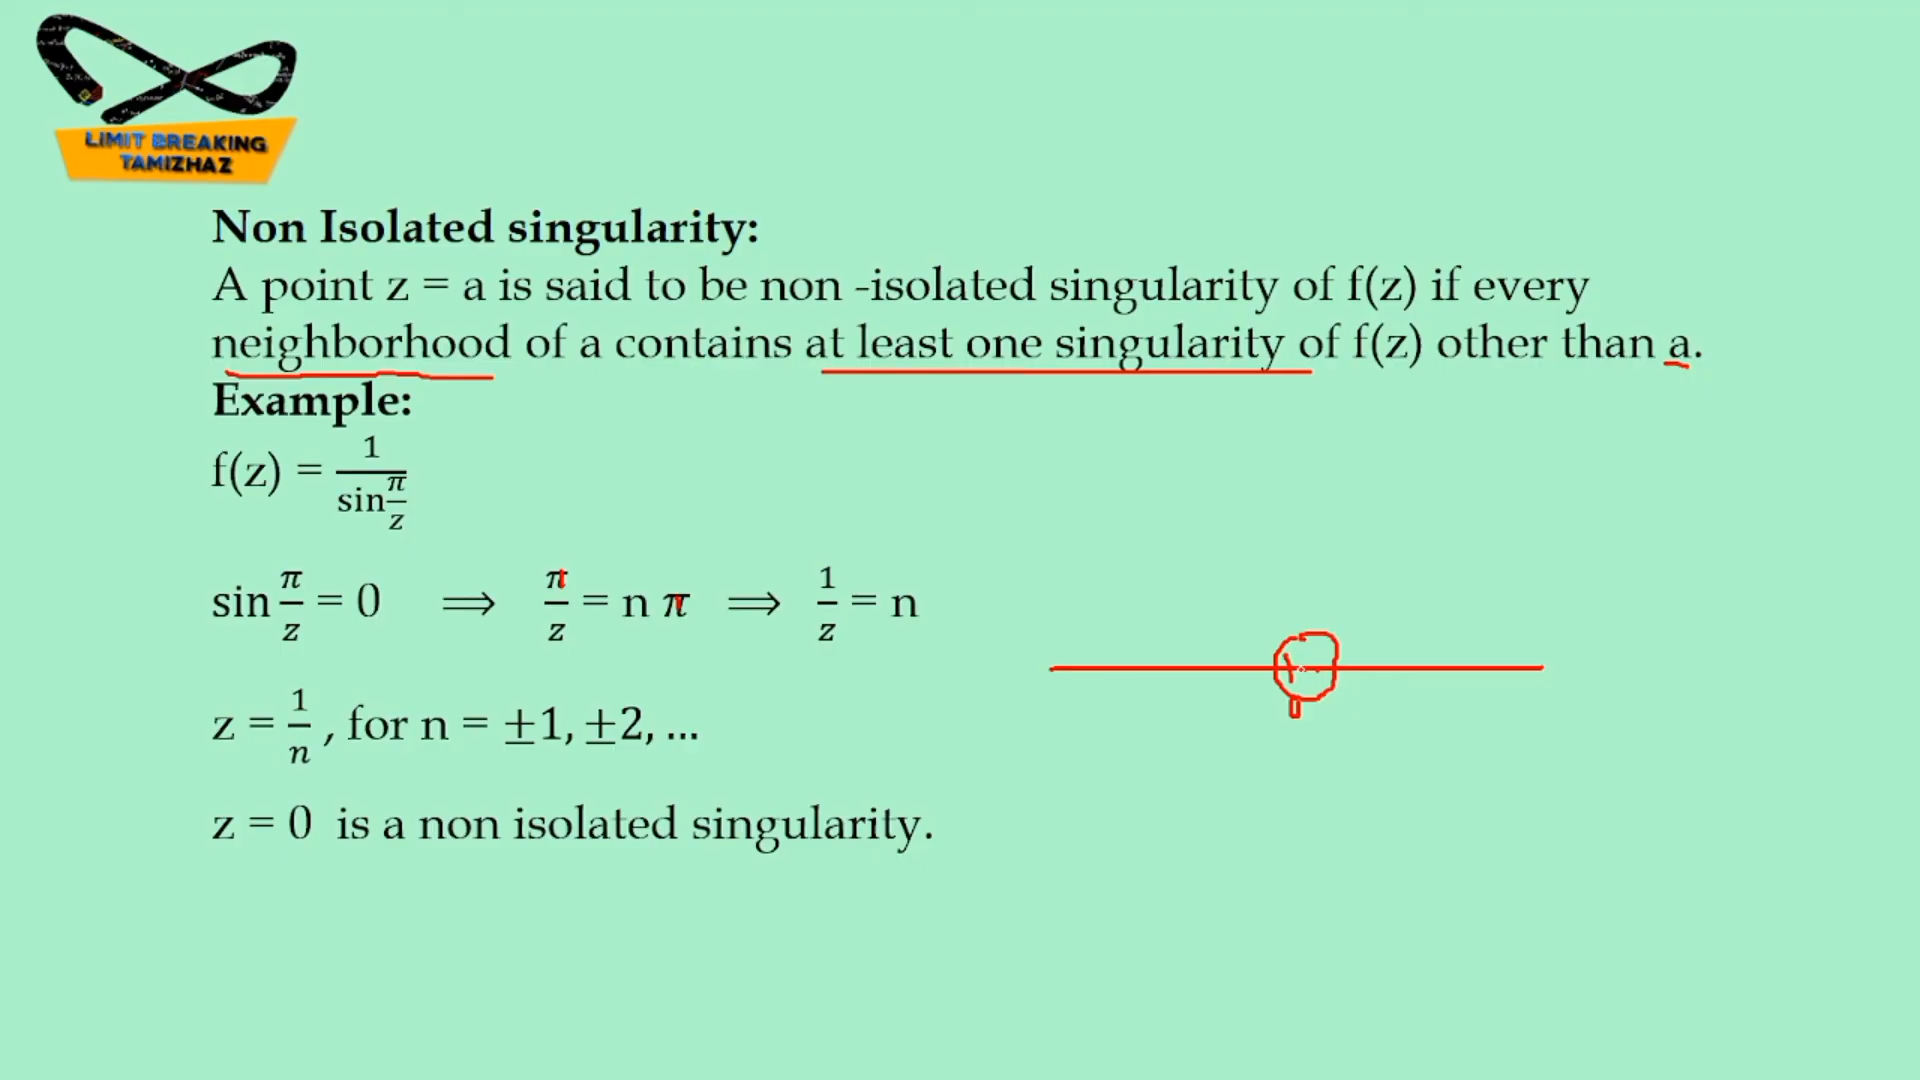 LIMIT BREAKING
TAMIZHAZ
Non Isolated singularity:
A point z = a is said to be non -isolated singularity of f(z) if every
neighborhood of a contains at least one singularity of f(z) other than a.
Example:
f(z) = 1/sin π/z
sin π/z = 0 ⟹ π/z = n π ⟹ 1/z = n
z = 1/n , for n = ±1, ±2, ...
0
z = 0 is a non isolated singularity.